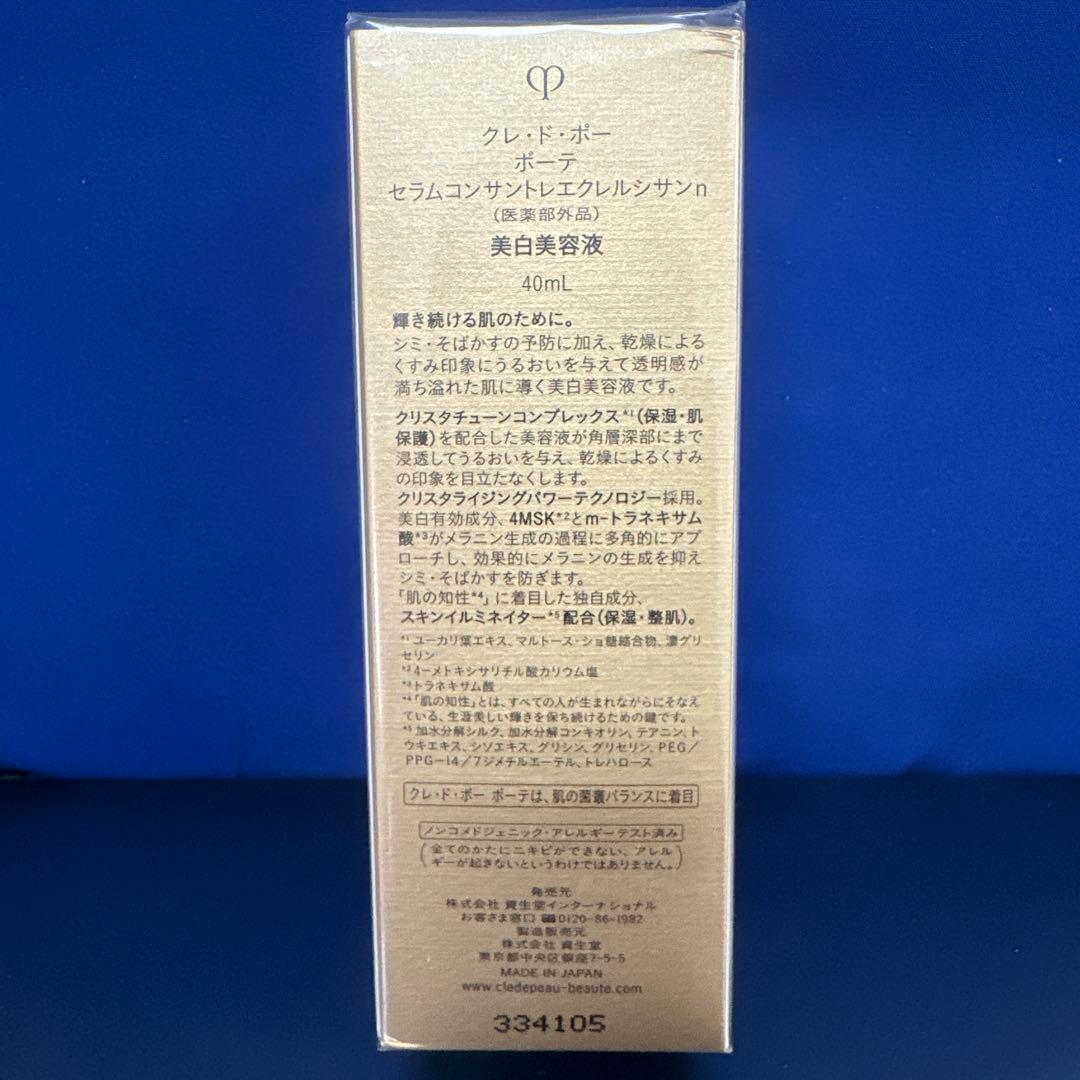 クレ・ド・ポー
ボーテ
セラムコンサントレエクレルシサンn
（医薬部外品）
美白美容液
40mL
輝き続ける肌のために。
シミ・そばかすの予防に加え、乾燥による
くすみ印象にうるおいを与えて透明感が
満ち溢れた肌に導く美白美容液です。
クリスタチューンコンプレックス*1（保湿・肌
保護）を配合した美容液が角層深部にまで
浸透してうるおいを与え、乾燥によるくすみ
の印象を目立たなくします。
クリスタライジングパワーテクノロジー採用。
美白有効成分、4MSK*2とm-トラネキサム
酸*3がメラニン生成の過程に多角的にアプ
ローチし、効果的にメラニンの生成を抑え
シミ・そばかすを防ぎます。
「肌の知性*4」に着目した独自成分、
スキンイルミネイター*5配合（保湿・整肌）。
*1 ユーカリ葉エキス、マルトース・ショ糖縮合物、濃グリ
セリン
*2 4-メトキシサリチル酸カリウム塩
*3 トラネキサム酸
*4「肌の知性」とは、すべての人が生まれながらにそなえ
ている、生涯美しい輝きを保ち続けるための鍵です。
*5 加水分解シルク、加水分解コンキオリン、テアニン、ト
ウキエキス、シソエキス、グリシン、グリセリン、PEG／
PPG-14／7ジメチルエーテル、トレハロース
クレ・ド・ポー ボーテは、肌の菌叢バランスに着目
ノンコメドジェニック・アレルギーテスト済み
（全てのかたにニキビができない、アレル
ギーが起きないというわけではありません。）
発売元
株式会社 資生堂インターナショナル
お客さま窓口 0120-86-1982
製造販売元
株式会社 資生堂
東京都中央区銀座7-5-5
MADE IN JAPAN
www.cledepeau-beaute.com
334105